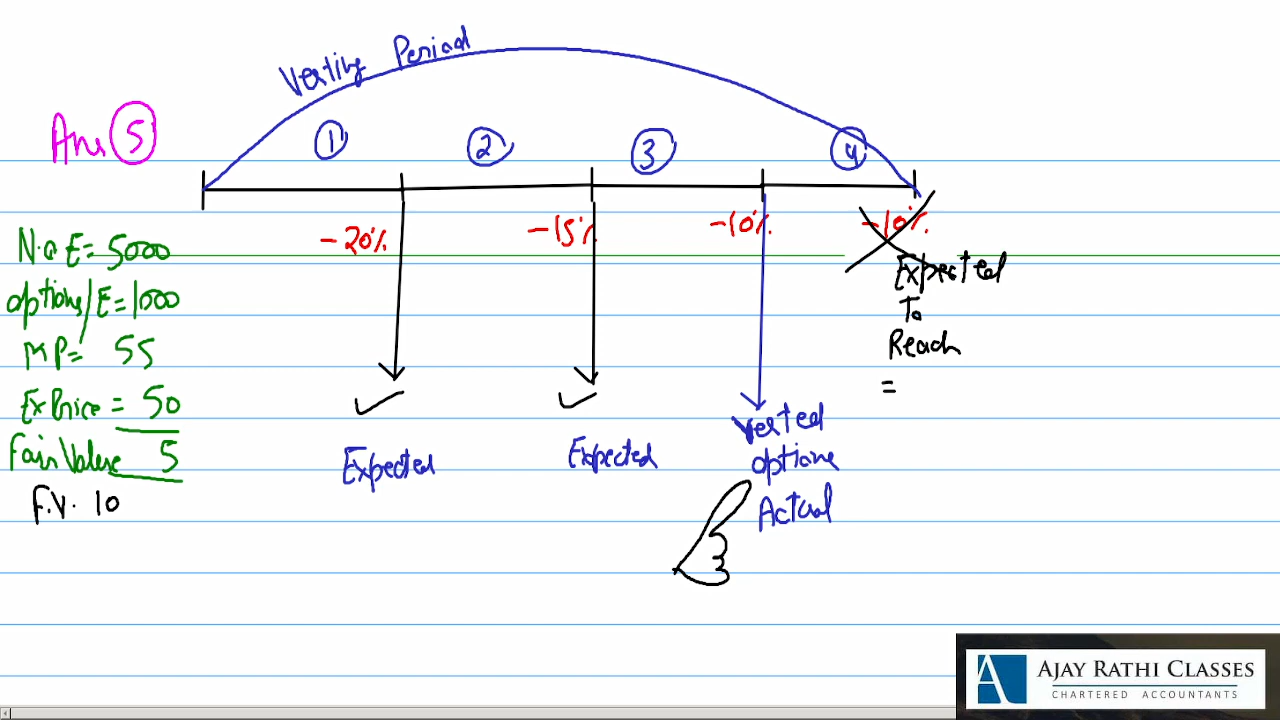 Vesting Period
Ans 5
1 2 3 4
-20% -15% -10% -10%
N.o E = 5000
options/E = 1000
MP = 55
Ex Price = 50
Fair Value 5
F.V. 10
Expected
To
Reach
=
Expected
Expected
Vested
options
Actual
AJAY RATHI CLASSES
CHARTERED ACCOUNTANTS